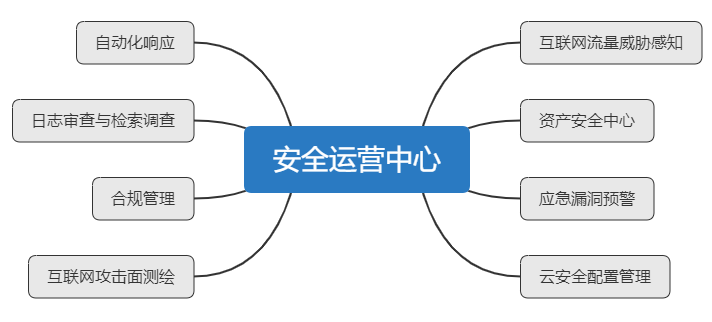 自动化响应
日志审查与检索调查
合规管理
互联网攻击面测绘
安全运营中心
互联网流量威胁感知
资产安全中心
应急漏洞预警
云安全配置管理